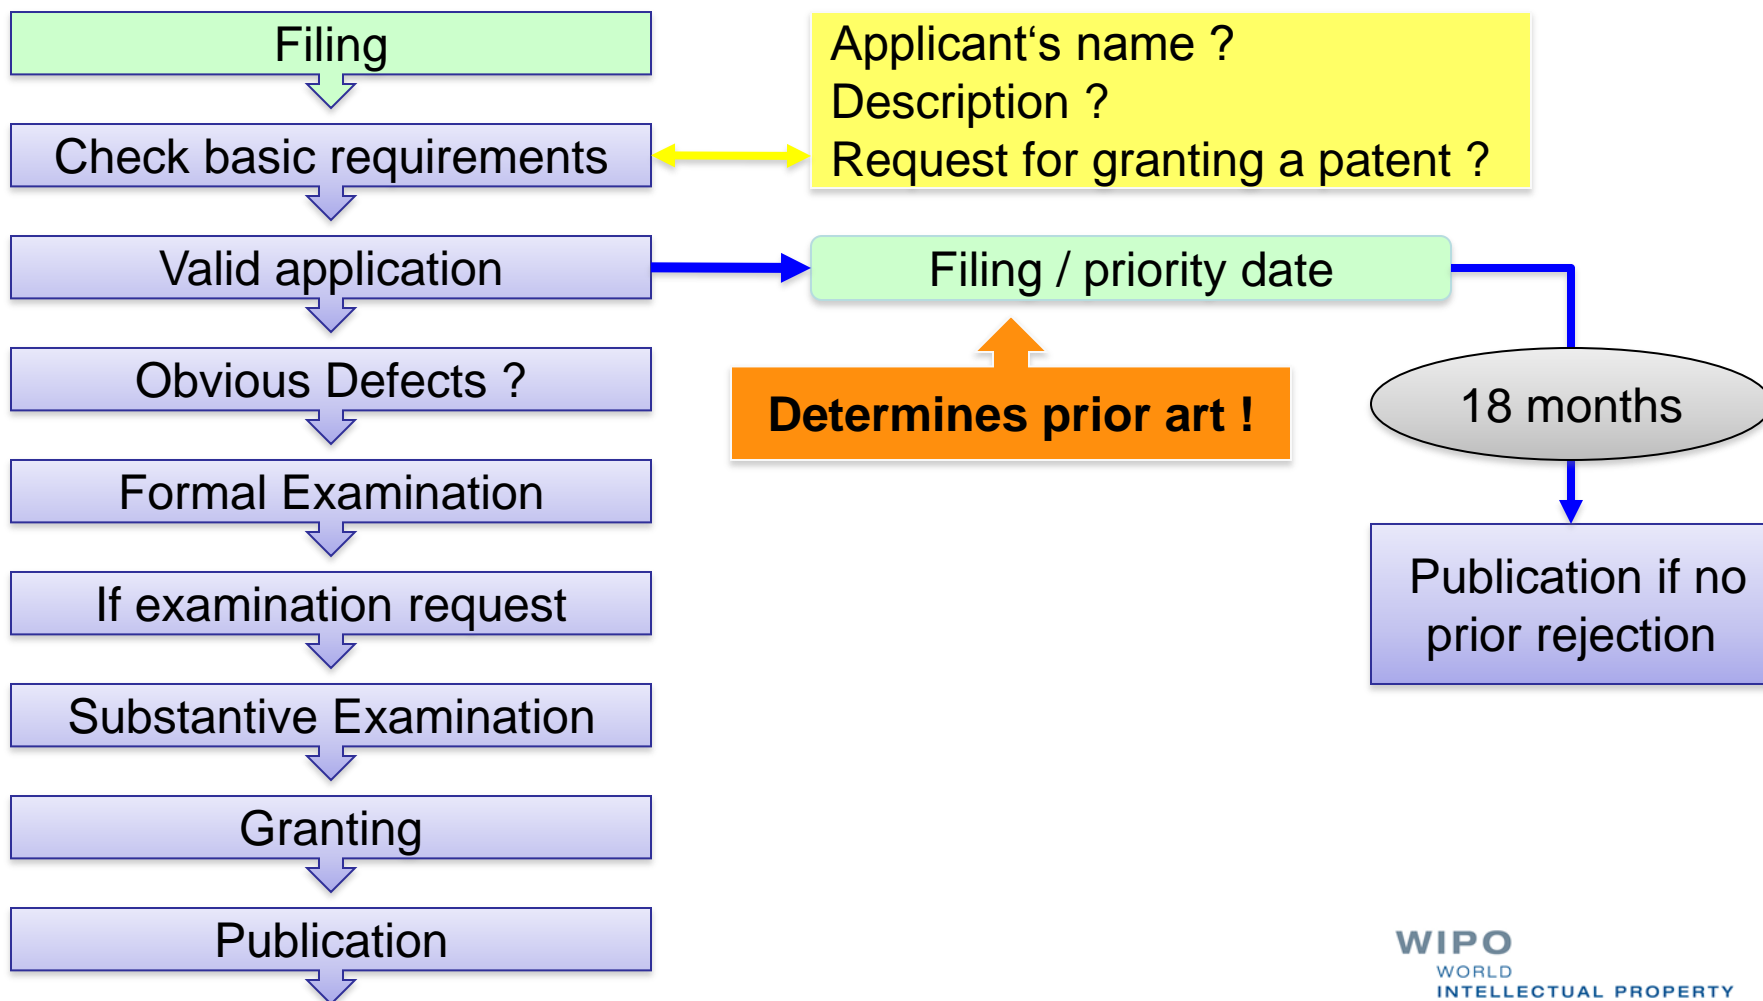 Filing
Applicant‘s name ?
Description ?
Request for granting a patent ?
Check basic requirements
Valid application
Filing / priority date
Obvious Defects ?
Determines prior art !
18 months
Formal Examination
Publication if no
prior rejection
If examination request
Substantive Examination
Granting
Publication
WIPO
WORLD
INTELLECTUAL PROPERTY